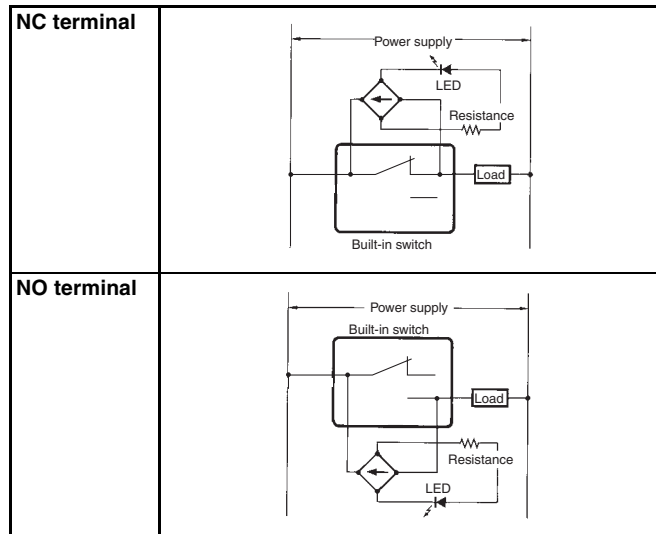 NC terminal
Power supply
LED
Resistance
Load
Built-in switch
NO terminal
Power supply
Built-in switch
Load
Resistance
LED